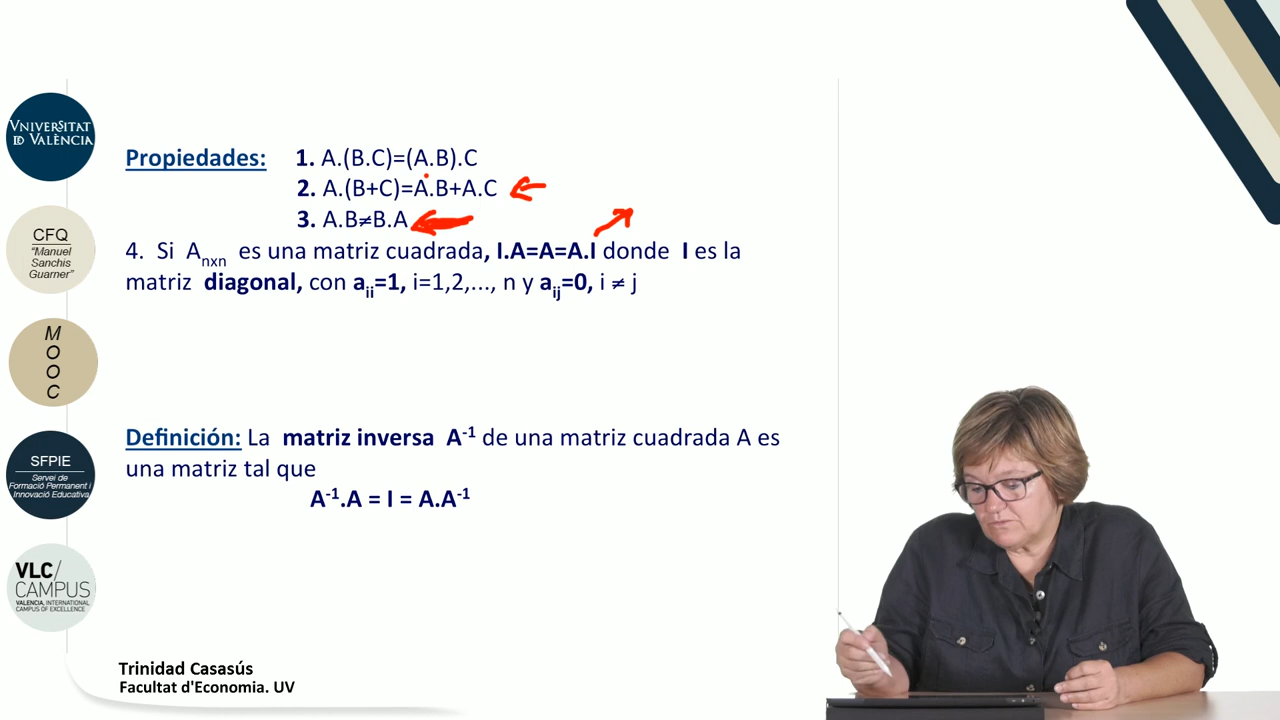 VNIVERSITAT
DE VALÈNCIA
CFQ
"Manuel
Sanchis
Guarner"
M
O
O
C
SFPIE
Servei de
Formació Permanent i
Innovació Educativa
VLC/
CAMPUS
VALENCIA, INTERNATIONAL
CAMPUS OF EXCELLENCE
Propiedades: 1. A.(B.C)=(A.B).C
2. A.(B+C)=A.B+A.C
3. A.B≠B.A
4. Si Anxn es una matriz cuadrada, I.A=A=A.I donde I es la
matriz diagonal, con aii=1, i=1,2,..., n y aij=0, i ≠ j
Definición: La matriz inversa A-1 de una matriz cuadrada A es
una matriz tal que
A-1.A = I = A.A-1
Trinidad Casasús
Facultat d'Economia. UV